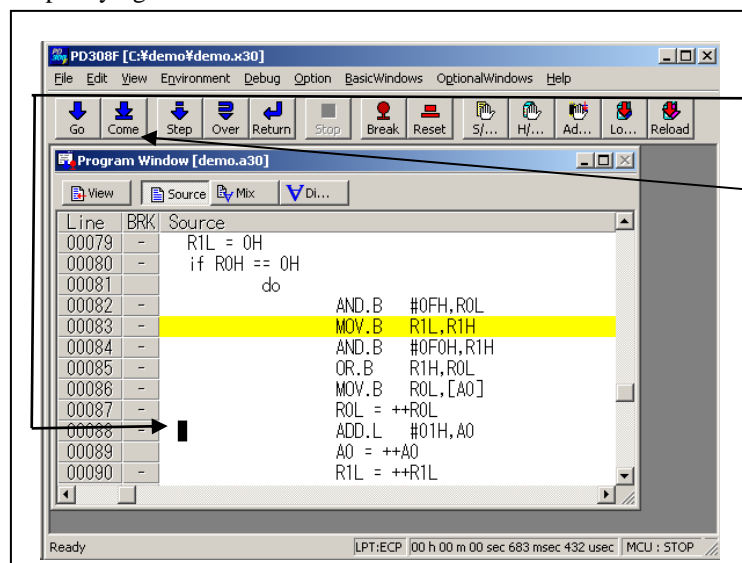 PD308F [C:¥demo¥demo.x30]
File Edit View Environment Debug Option BasicWindows OptionalWindows Help
Go Come Step Over Return Stop Break Reset S/... H/... Ad... Lo... Reload
Program Window [demo.a30]
View Source Mix Di...
Line BRK Source
00079 - R1L = 0H
00080 - if R0H == 0H
00081 do
00082 - AND.B #0FH,R0L
00083 - MOV.B R1L,R1H
00084 - AND.B #0F0H,R1H
00085 - OR.B R1H,R0L
00086 - MOV.B R0L,[A0]
00087 - R0L = ++R0L
00088 - ADD.L #01H,A0
00089 A0 = ++A0
00090 - R1L = ++R1L
Ready LPT:ECP 00 h 00 m 00 sec 683 msec 432 usec MCU : STOP